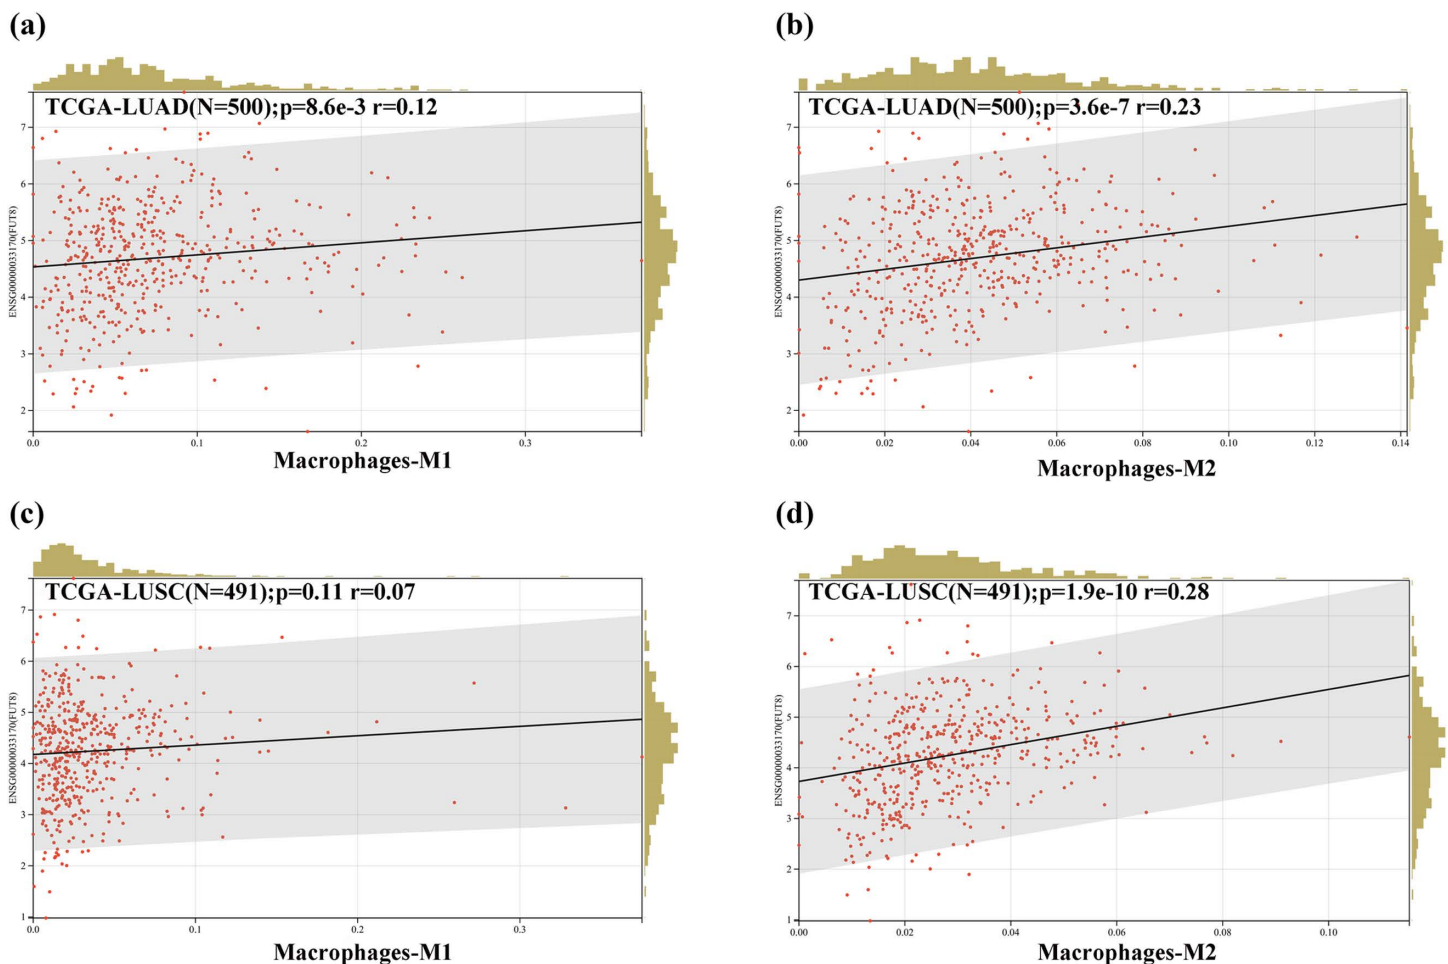 (a)
TCGA-LUAD(N=500);p=8.6e-3 r=0.12
ENSG00000033170(FUT8)
7
6
5
4
3
2
0.0 0.1 0.2 0.3
Macrophages-M1
(b)
TCGA-LUAD(N=500);p=3.6e-7 r=0.23
ENSG00000033170(FUT8)
7
6
5
4
3
2
0.00 0.02 0.04 0.06 0.08 0.10 0.12 0.14
Macrophages-M2
(c)
TCGA-LUSC(N=491);p=0.11 r=0.07
ENSG00000033170(FUT8)
7
6
5
4
3
2
1
0.0 0.1 0.2 0.3
Macrophages-M1
(d)
TCGA-LUSC(N=491);p=1.9e-10 r=0.28
ENSG00000033170(FUT8)
7
6
5
4
3
2
1
0.00 0.02 0.04 0.06 0.08 0.10
Macrophages-M2